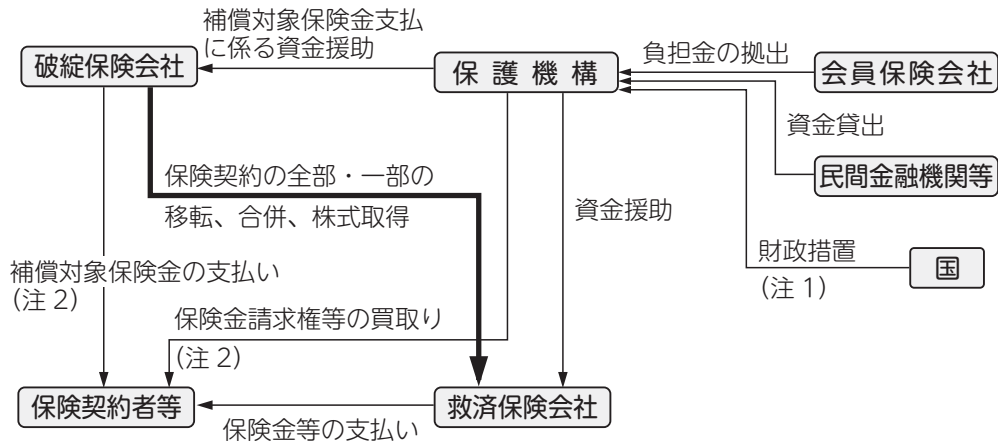 補償対象保険金支払
に係る資金援助
破綻保険会社
保護機構
負担金の拠出
会員保険会社
資金貸出
民間金融機関等
保険契約の全部・一部の
移転、合併、株式取得
資金援助
財政措置
(注1)
国
補償対象保険金の支払い
(注2)
保険金請求権等の買取り
(注2)
保険契約者等
救済保険会社
保険金等の支払い